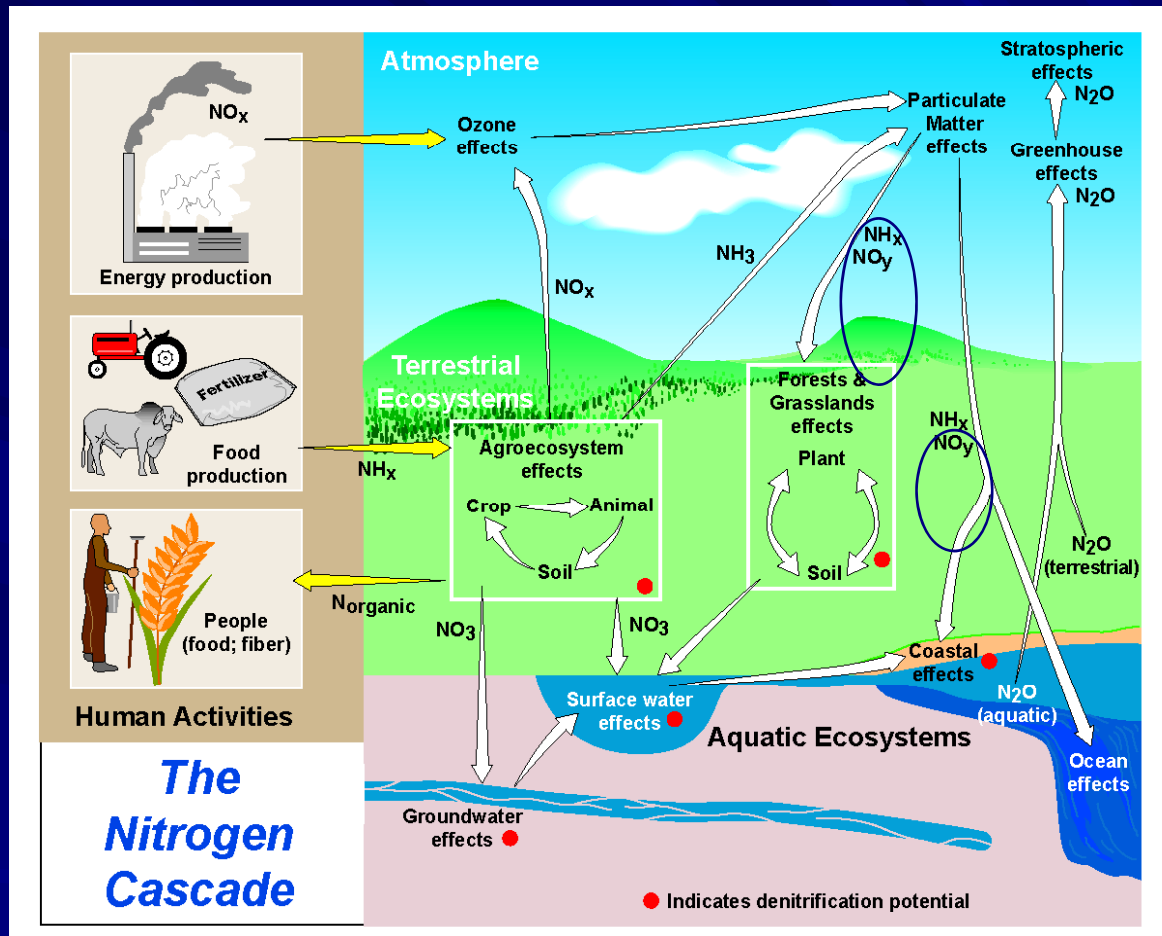 Atmosphere
Stratospheric
effects
N₂O
NOₓ
Ozone
effects
Particulate
Matter
effects
Greenhouse
effects
N₂O
Energy production
NOₓ
NH₃
NHₓ
NOy
Terrestrial
Ecosystems
Fertilizer
Food
production
NHₓ
Agroecosystem
effects
Crop
Animal
Soil
Forests &
Grasslands
effects
Plant
Soil
NHₓ
NOy
N₂O
(terrestrial)
People
(food; fiber)
Norganic
NO₃
NO₃
Coastal
effects
N₂O
(aquatic)
Human Activities
Surface water
effects
Aquatic Ecosystems
Ocean
effects
The
Nitrogen
Cascade
Groundwater
effects
Indicates denitrification potential